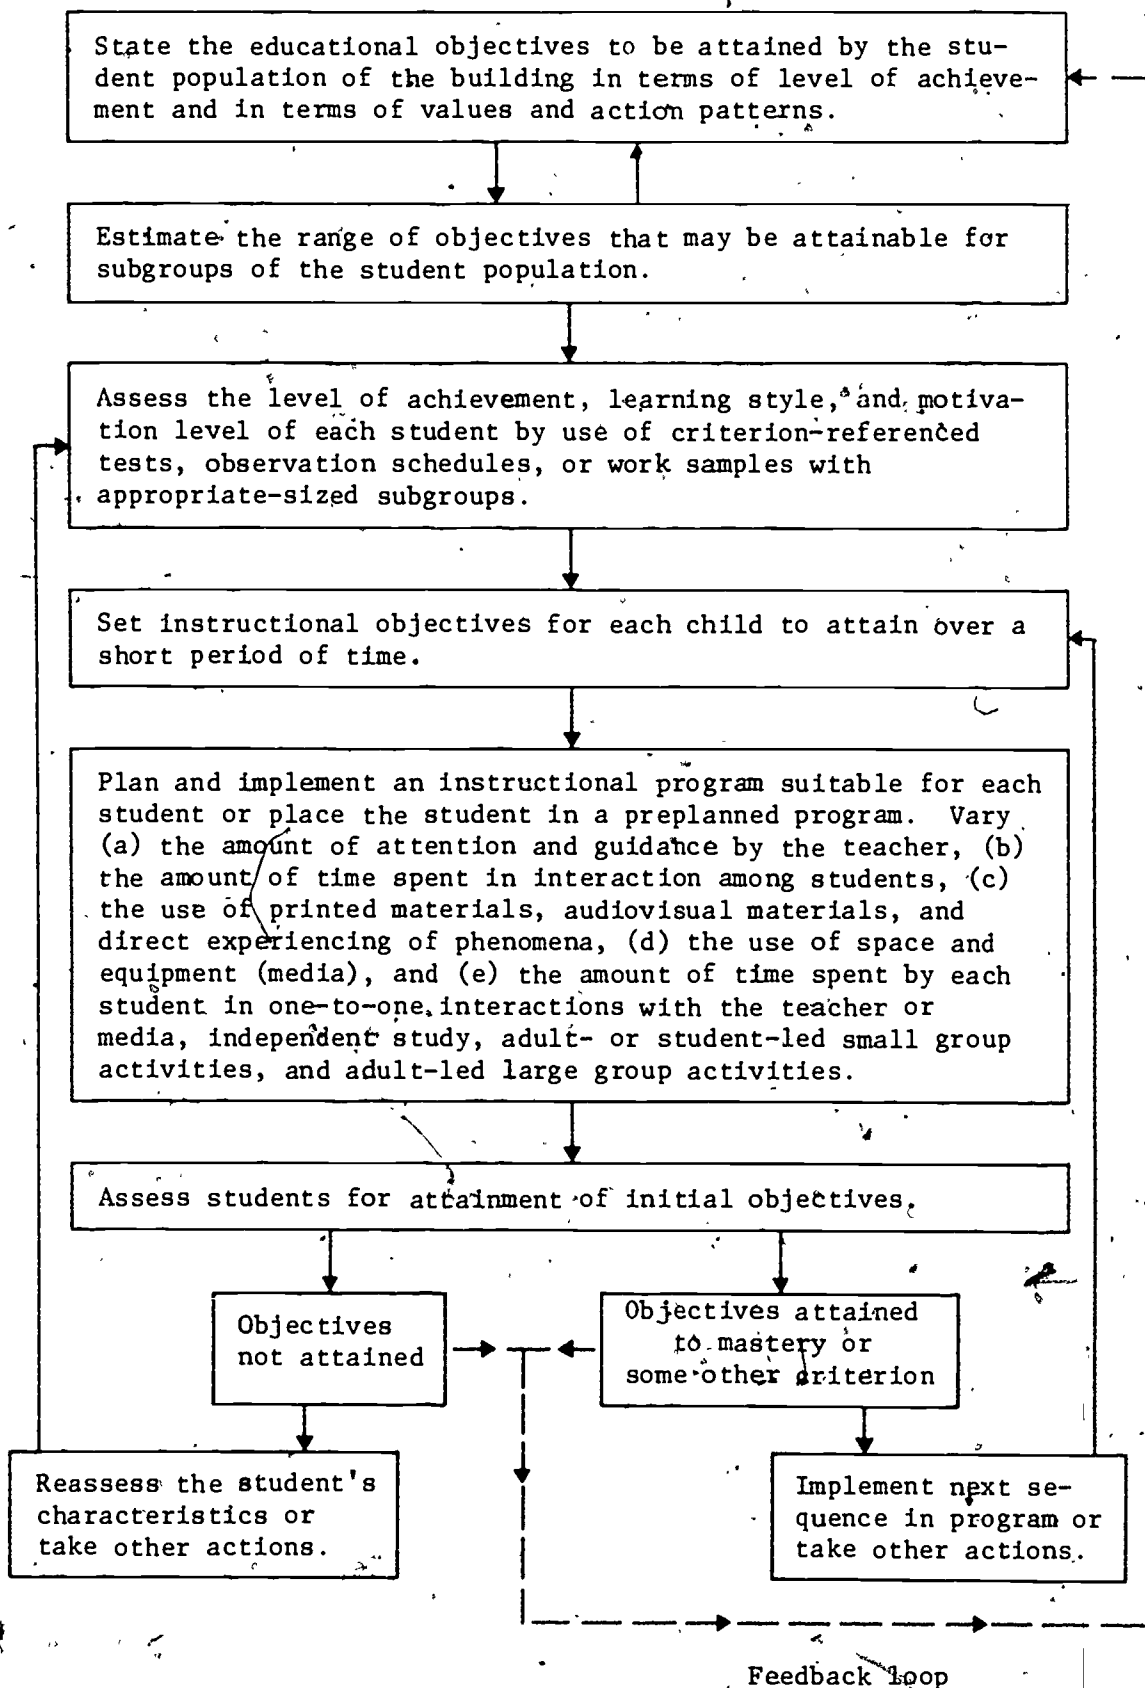 State the educational objectives to be attained by the stu-
dent population of the building in terms of level of achieve-
ment and in terms of values and action patterns.
Estimate the range of objectives that may be attainable for
subgroups of the student population.
Assess the level of achievement, learning style, and motiva-
tion level of each student by use of criterion-referenced
tests, observation schedules, or work samples with
appropriate-sized subgroups.
Set instructional objectives for each child to attain over a
short period of time.
Plan and implement an instructional program suitable for each
student or place the student in a preplanned program. Vary
(a) the amount of attention and guidance by the teacher, (b)
the amount of time spent in interaction among students, (c)
the use of printed materials, audiovisual materials, and
direct experiencing of phenomena, (d) the use of space and
equipment (media), and (e) the amount of time spent by each
student in one-to-one interactions with the teacher or
media, independent study, adult- or student-led small group
activities, and adult-led large group activities.
Assess students for attainment of initial objectives.
Objectives
not attained
Objectives attained
to mastery or
some other criterion
Reassess the student's
characteristics or
take other actions.
Implement next se-
quence in program or
take other actions.
Feedback loop